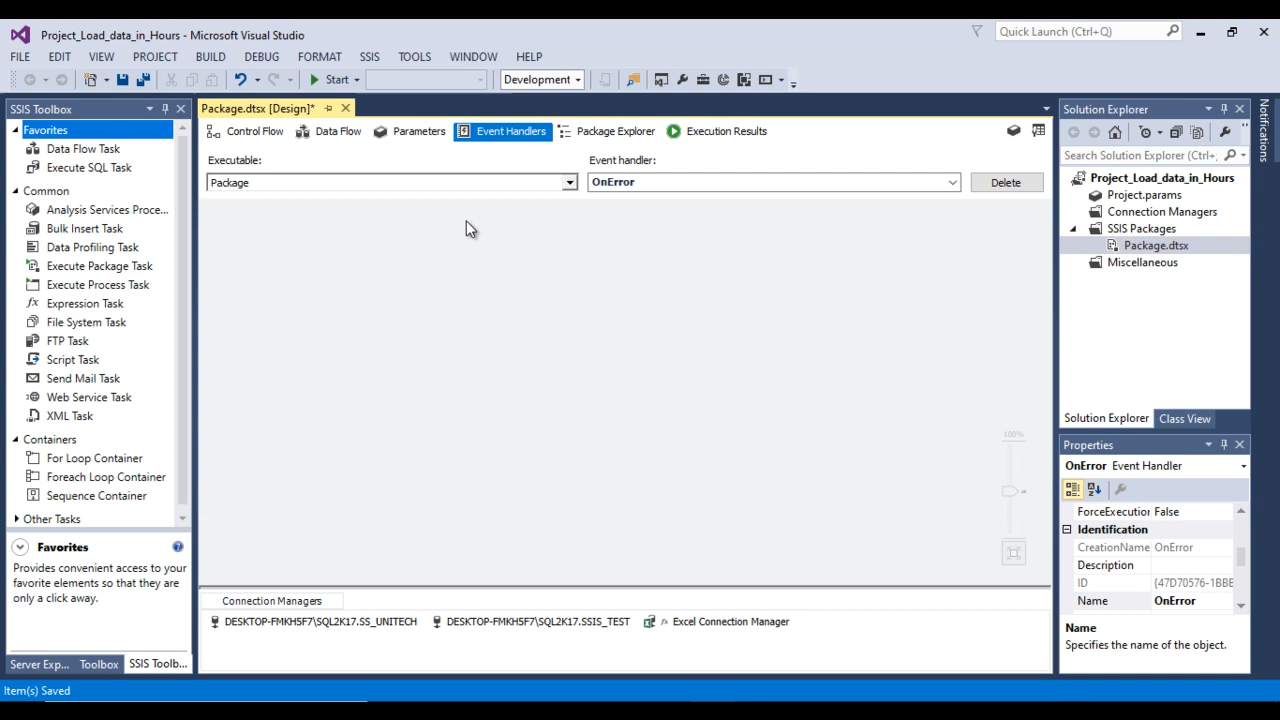 Project_Load_data_in_Hours - Microsoft Visual Studio
Quick Launch (Ctrl+Q)
FILE EDIT VIEW PROJECT BUILD DEBUG FORMAT SSIS TOOLS WINDOW HELP
Start Development
SSIS Toolbox
Favorites
Data Flow Task
Execute SQL Task
Common
Analysis Services Proce...
Bulk Insert Task
Data Profiling Task
Execute Package Task
Execute Process Task
Expression Task
File System Task
FTP Task
Script Task
Send Mail Task
Web Service Task
XML Task
Containers
For Loop Container
Foreach Loop Container
Sequence Container
Other Tasks
Favorites
Provides convenient access to your
favorite elements so that they are
only a click away.
Server Exp... Toolbox SSIS Toolb...
Package.dtsx [Design]*
Control Flow Data Flow Parameters Event Handlers Package Explorer Execution Results
Executable: Event handler:
Package OnError Delete
100%
Connection Managers
DESKTOP-FMKH5F7\SQL2K17.SS_UNITECH DESKTOP-FMKH5F7\SQL2K17.SSIS_TEST fx Excel Connection Manager
Solution Explorer
Search Solution Explorer (Ctrl+;
Project_Load_data_in_Hours
Project.params
Connection Managers
SSIS Packages
Package.dtsx
Miscellaneous
Solution Explorer Class View
Properties
OnError Event Handler
ForceExecution False
Identification
CreationName OnError
Description
ID {47D70576-1BBE
Name OnError
Name
Specifies the name of the object.
Notifications
Item(s) Saved